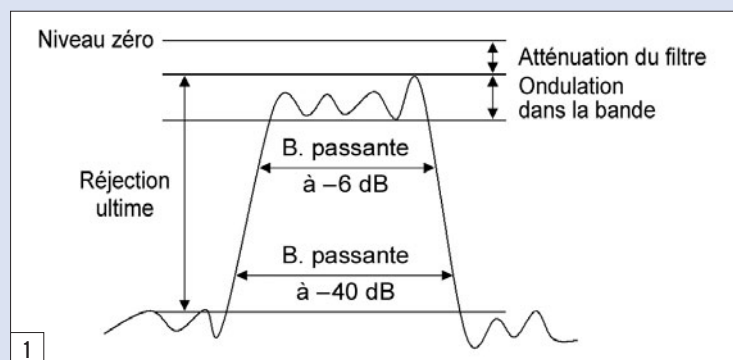 Niveau zéro
Atténuation du filtre
Ondulation
dans la bande
B. passante
à –6 dB
Réjection
ultime
B. passante
à –40 dB
1